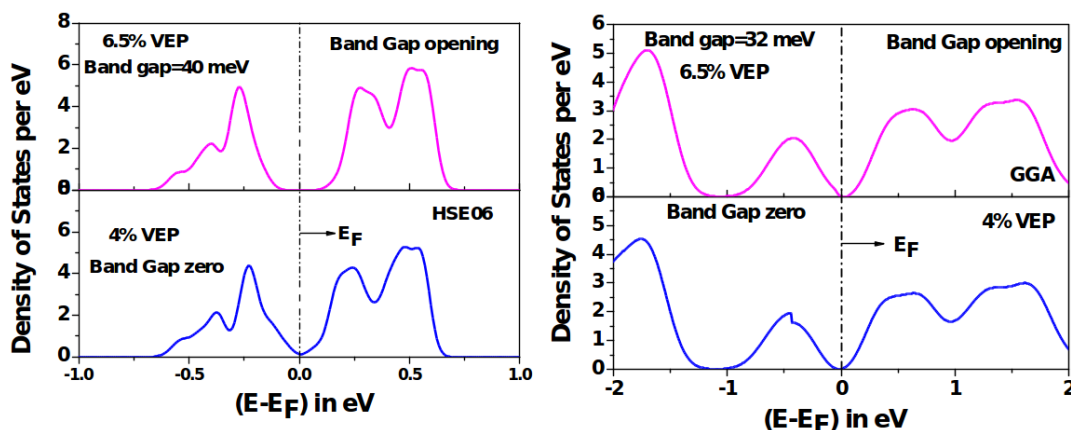 Density of States per eV
8
6
4
2
0
6.5% VEP
Band gap=40 meV
Band Gap opening
6
4
2
0
4% VEP
Band Gap zero
HSE06
EF
-1.0 -0.5 0.0 0.5 1.0
(E-EF) in eV
Density of States per eV
6
5
4
3
2
1
0
Band gap=32 meV
6.5% VEP
Band Gap opening
GGA
5
4
3
2
1
0
Band Gap zero
4% VEP
EF
-2 -1 0 1 2
(E-EF) in eV